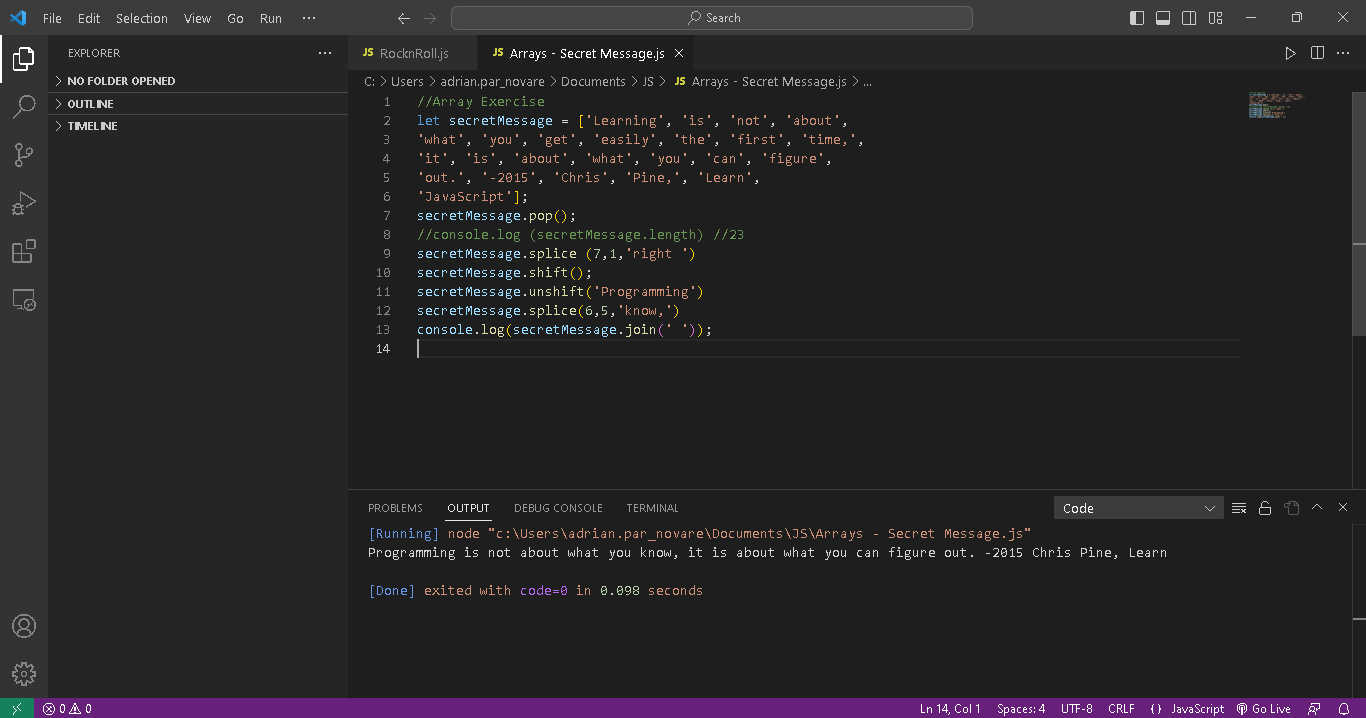 File Edit Selection View Go Run ···
Search
EXPLORER ···
NO FOLDER OPENED
OUTLINE
TIMELINE
JS RocknRoll.js JS Arrays - Secret Message.js ×
C: > Users > adrian.par_novare > Documents > JS > JS Arrays - Secret Message.js > ...
1 //Array Exercise
2 let secretMessage = ['Learning', 'is', 'not', 'about',
3 'what', 'you', 'get', 'easily', 'the', 'first', 'time,',
4 'it', 'is', 'about', 'what', 'you', 'can', 'figure',
5 'out.', '-2015', 'Chris', 'Pine,', 'Learn',
6 'JavaScript'];
7 secretMessage.pop();
8 //console.log (secretMessage.length) //23
9 secretMessage.splice (7,1,'right ')
10 secretMessage.shift();
11 secretMessage.unshift('Programming')
12 secretMessage.splice(6,5,'know,')
13 console.log(secretMessage.join(' '));
14
PROBLEMS OUTPUT DEBUG CONSOLE TERMINAL Code
[Running] node "c:\Users\adrian.par_novare\Documents\JS\Arrays - Secret Message.js"
Programming is not about what you know, it is about what you can figure out. -2015 Chris Pine, Learn
[Done] exited with code=0 in 0.098 seconds
0 0 Ln 14, Col 1 Spaces: 4 UTF-8 CRLF {} JavaScript Go Live